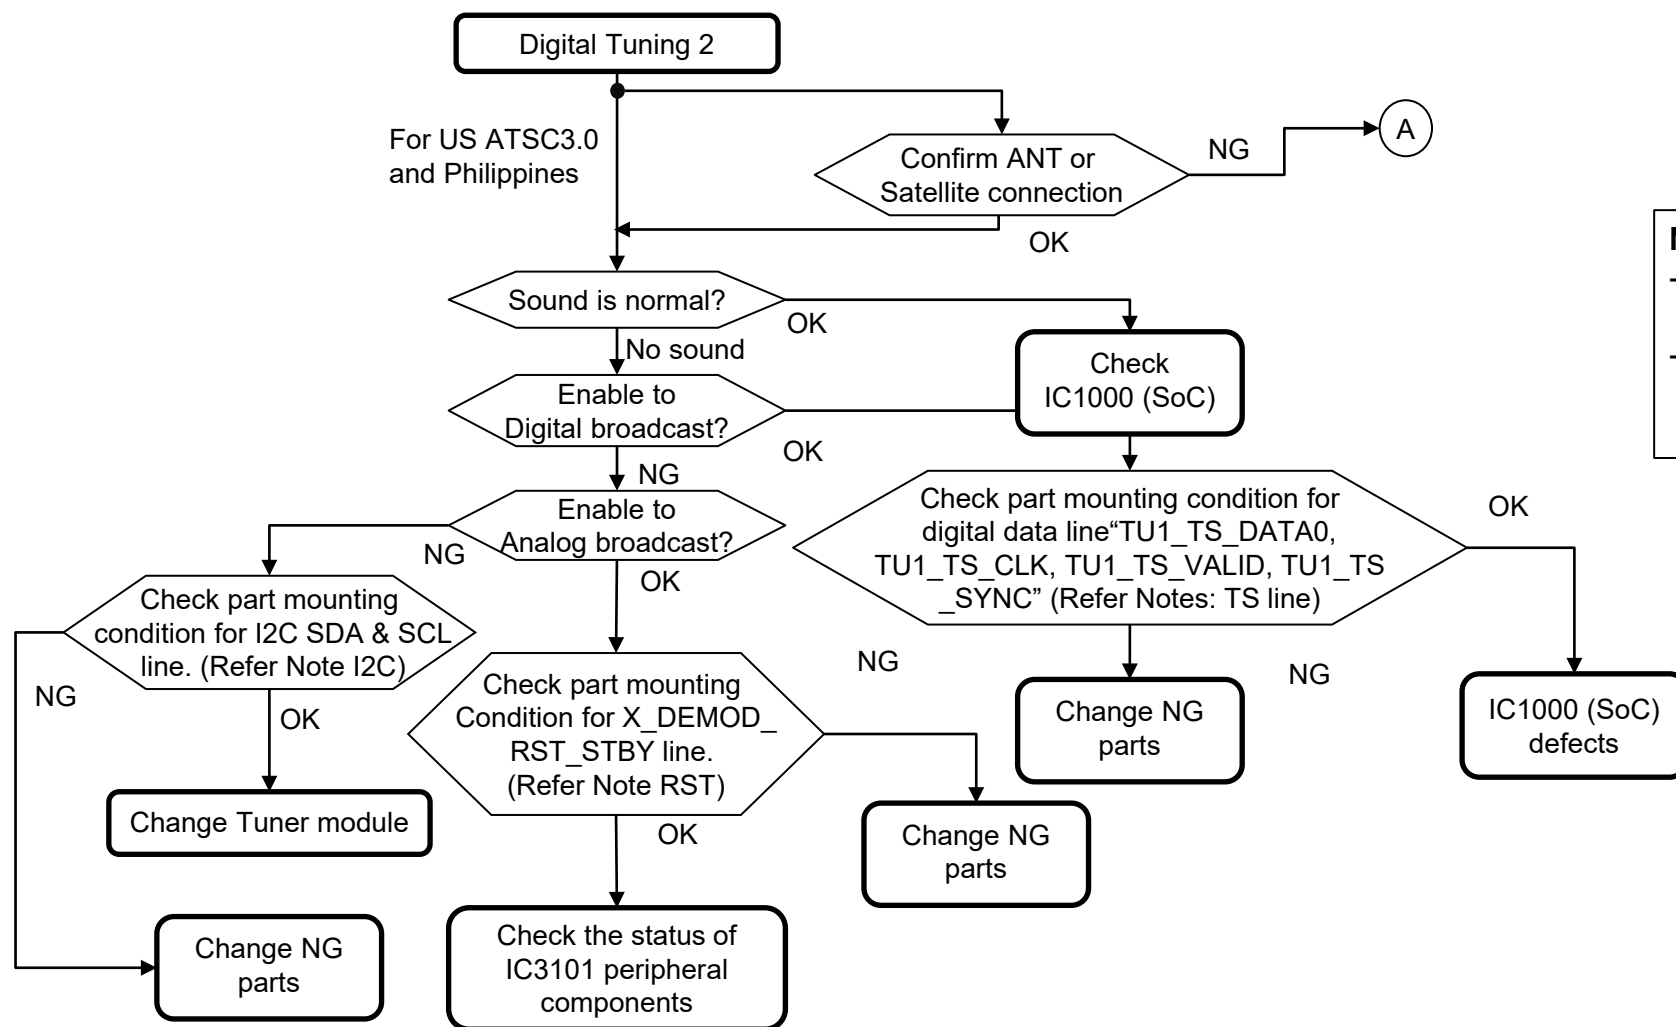 Digital Tuning 2
For US ATSC3.0
and Philippines
Confirm ANT or
Satellite connection
NG
A
OK
Sound is normal?
OK
No sound
Check
IC1000 (SoC)
Enable to
Digital broadcast?
OK
NG
Enable to
Analog broadcast?
NG
OK
Check part mounting condition for
digital data line“TU1_TS_DATA0,
TU1_TS_CLK, TU1_TS_VALID, TU1_TS
_SYNC” (Refer Notes: TS line)
OK
Check part mounting
condition for I2C SDA & SCL
line. (Refer Note I2C)
NG
OK
Check part mounting
Condition for X_DEMOD_
RST_STBY line.
(Refer Note RST)
NG
NG
OK
Change NG
parts
IC1000 (SoC)
defects
Change Tuner module
Change NG
parts
Change NG
parts
Check the status of
IC3101 peripheral
components